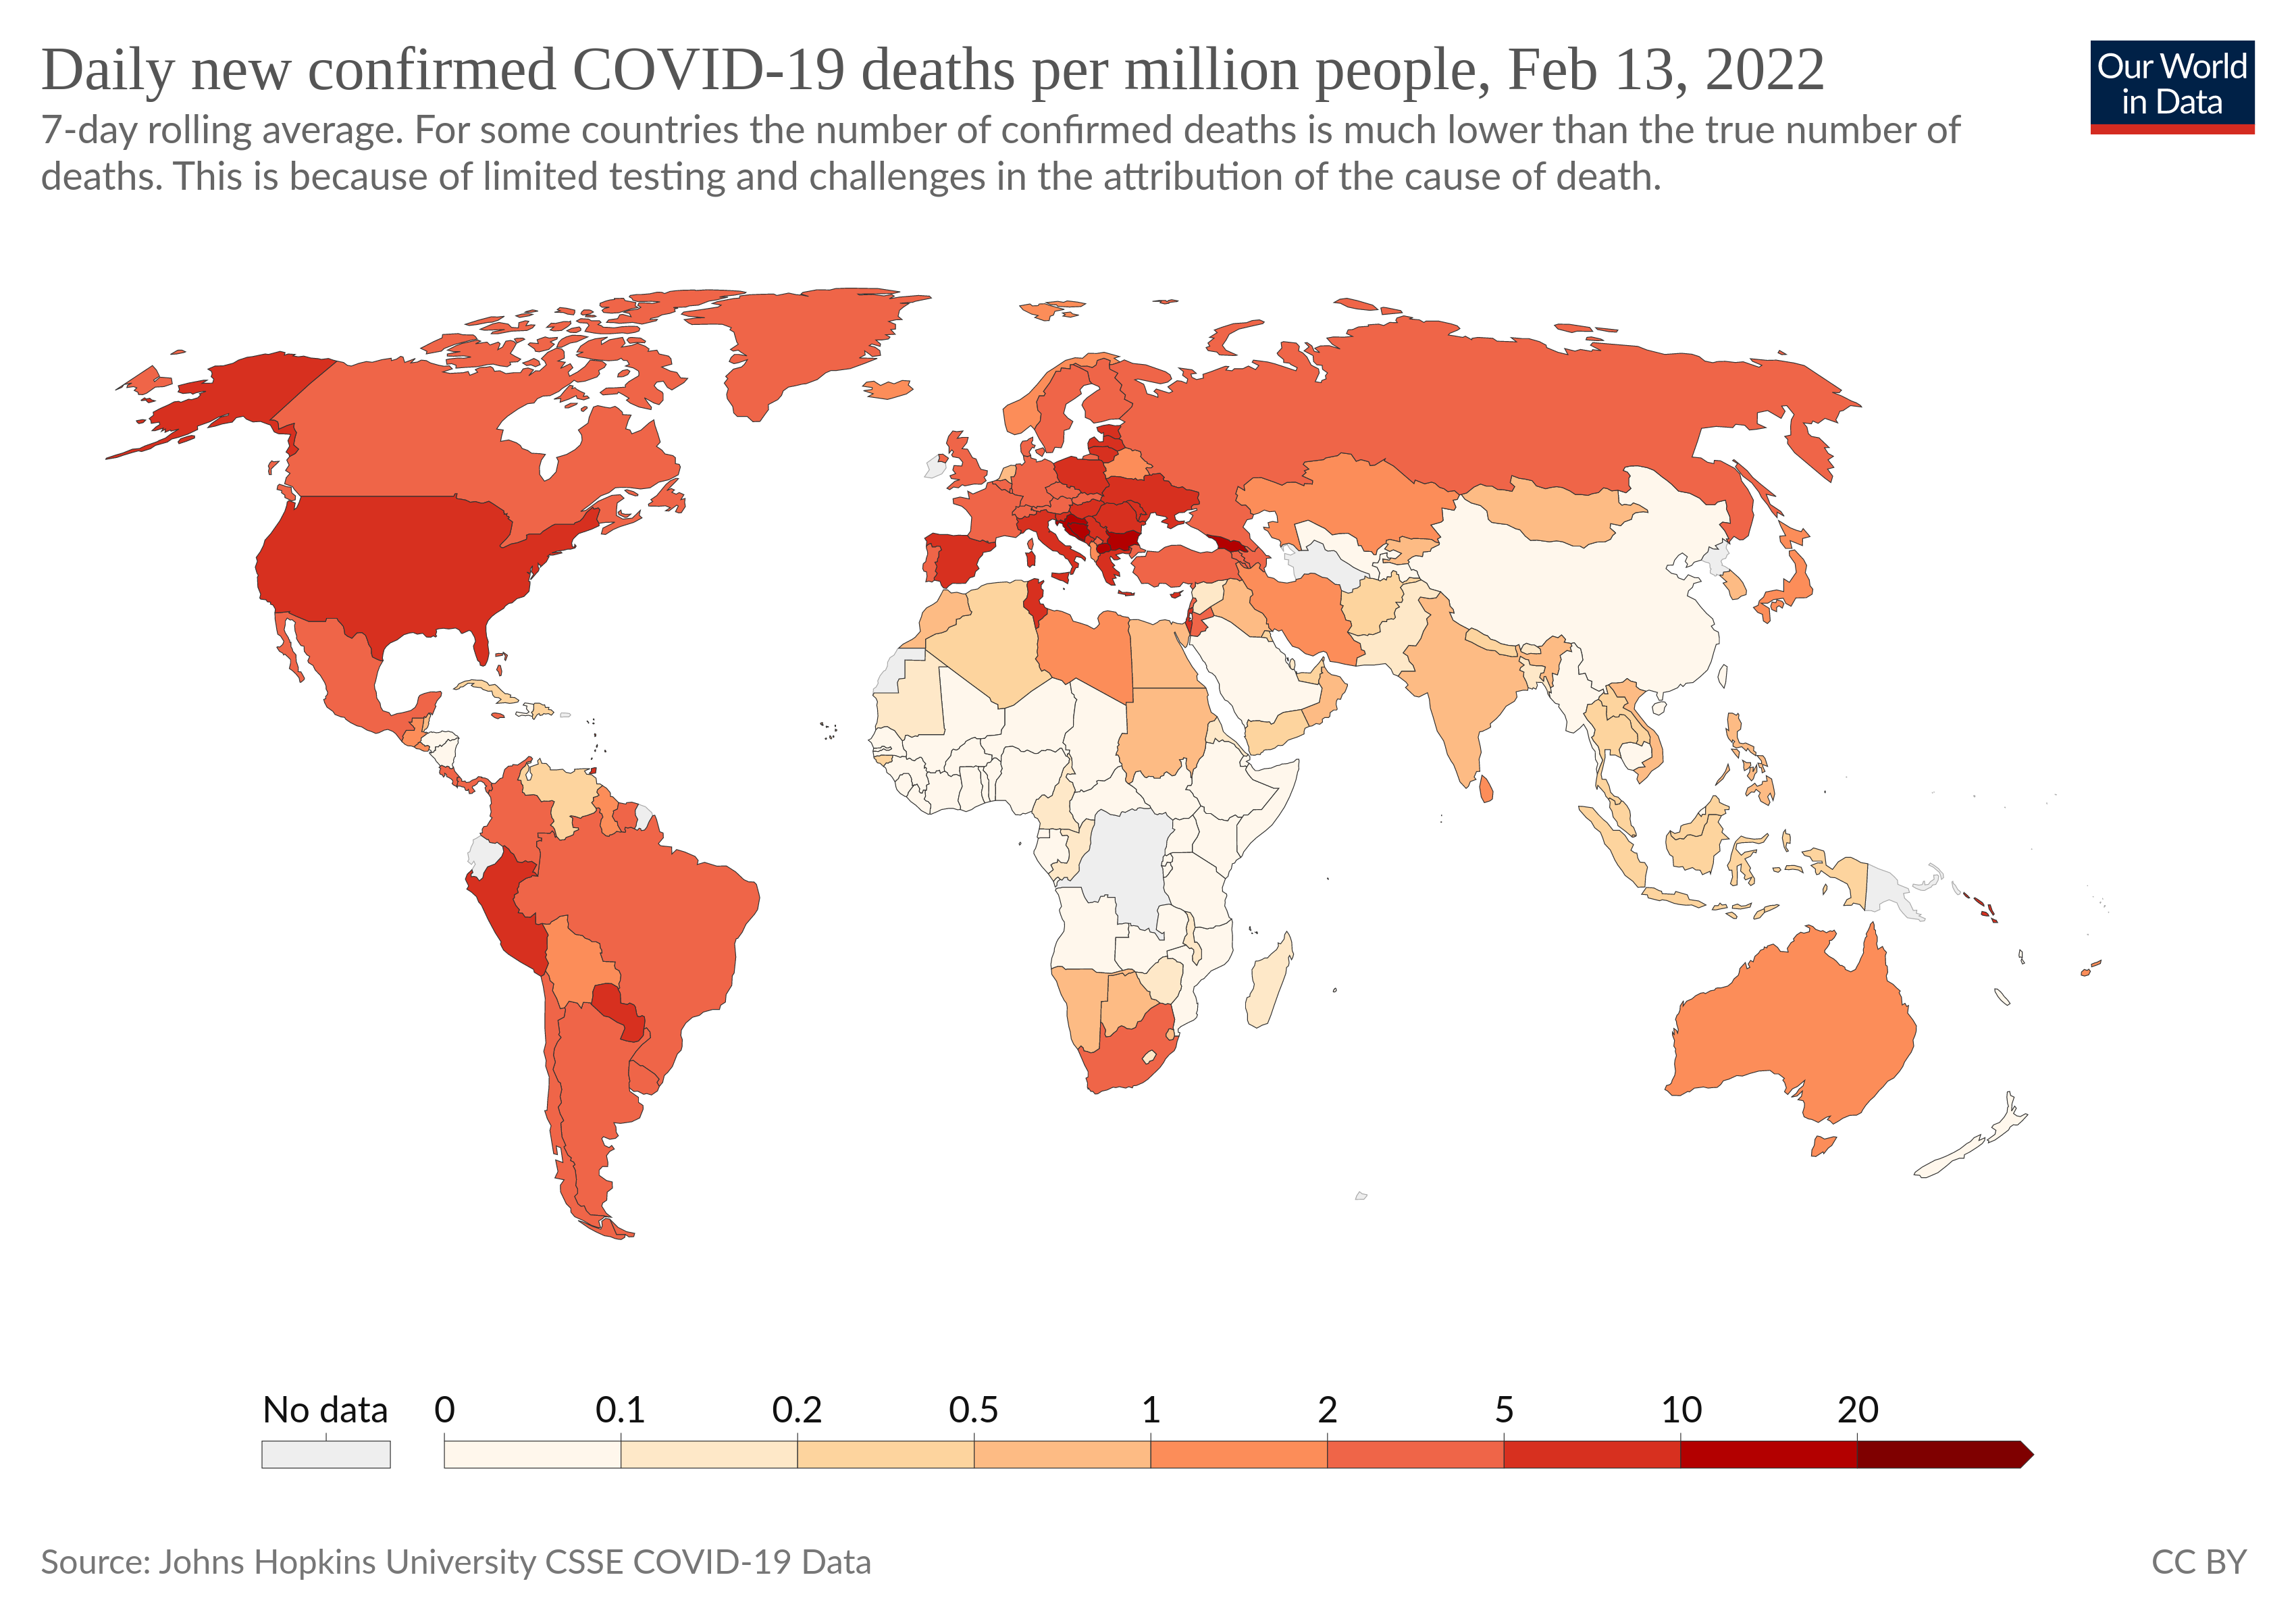 Daily new confirmed COVID-19 deaths per million people, Feb 13, 2022
Our World
in Data
7-day rolling average. For some countries the number of confirmed deaths is much lower than the true number of
deaths. This is because of limited testing and challenges in the attribution of the cause of death.
No data 0 0.1 0.2 0.5 1 2 5 10 20
Source: Johns Hopkins University CSSE COVID-19 Data CC BY